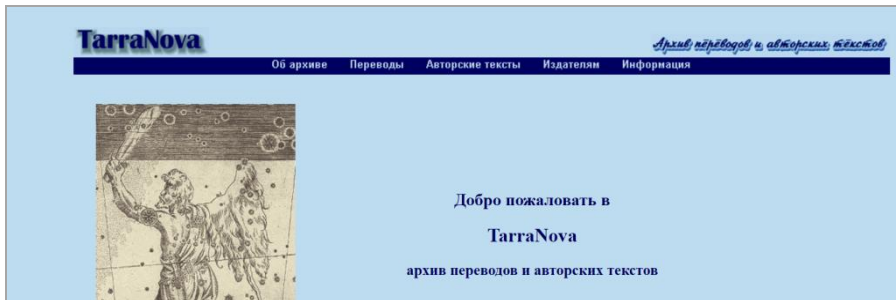 TarraNova
Архив переводов и авторских текстов
Об архиве Переводы Авторские тексты Издателям Информация
Добро пожаловать в
TarraNova
архив переводов и авторских текстов